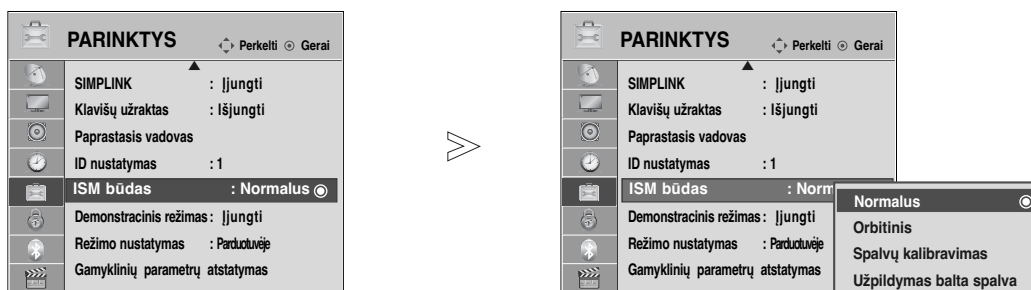 PARINKTYS Perkelti Gerai
SIMPLINK : Įjungti
Klavišų užraktas : Išjungti
Paprastasis vadovas
ID nustatymas : 1
ISM būdas : Normalus
Demonstracinis režimas : Įjungti
Režimo nustatymas : Parduotuvėje
Gamyklinių parametrų atstatymas
PARINKTYS Perkelti Gerai
SIMPLINK : Įjungti
Klavišų užraktas : Išjungti
Paprastasis vadovas
ID nustatymas : 1
ISM būdas : Norm
Demonstracinis režimas : Įjungti
Režimo nustatymas : Parduotuvėje
Gamyklinių parametrų atstatymas
Normalus
Orbitinis
Spalvų kalibravimas
Užpildymas balta spalva